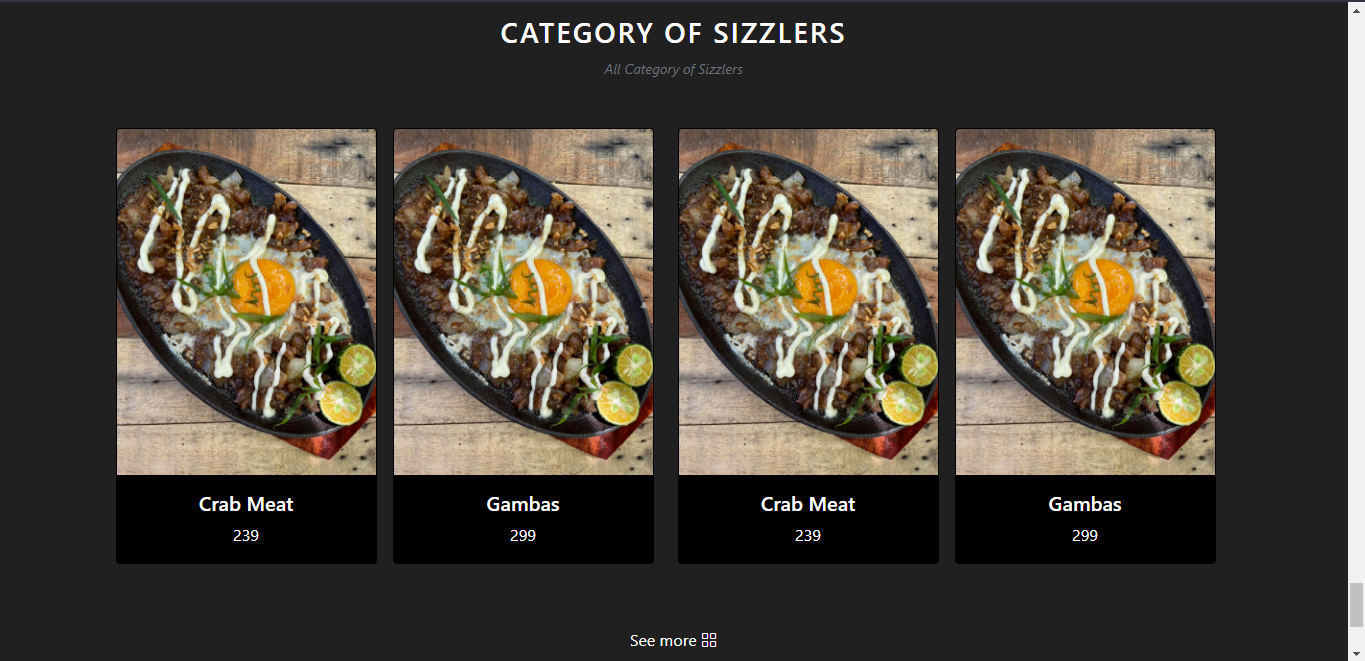 CATEGORY OF SIZZLERS
All Category of Sizzlers
Crab Meat
239
Gambas
299
Crab Meat
239
Gambas
299
See more